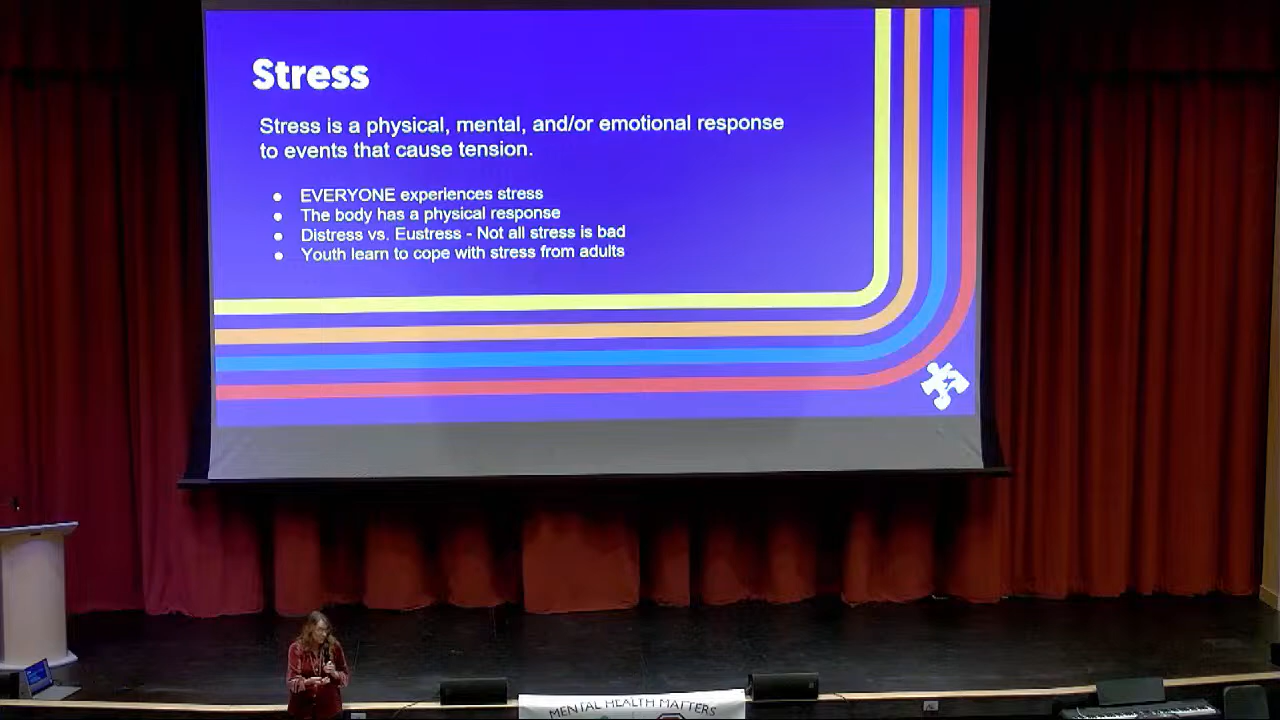 Stress
Stress is a physical, mental, and/or emotional response
to events that cause tension.
● EVERYONE experiences stress
● The body has a physical response
● Distress vs. Eustress - Not all stress is bad
● Youth learn to cope with stress from adults
MENTAL HEALTH MATTERS